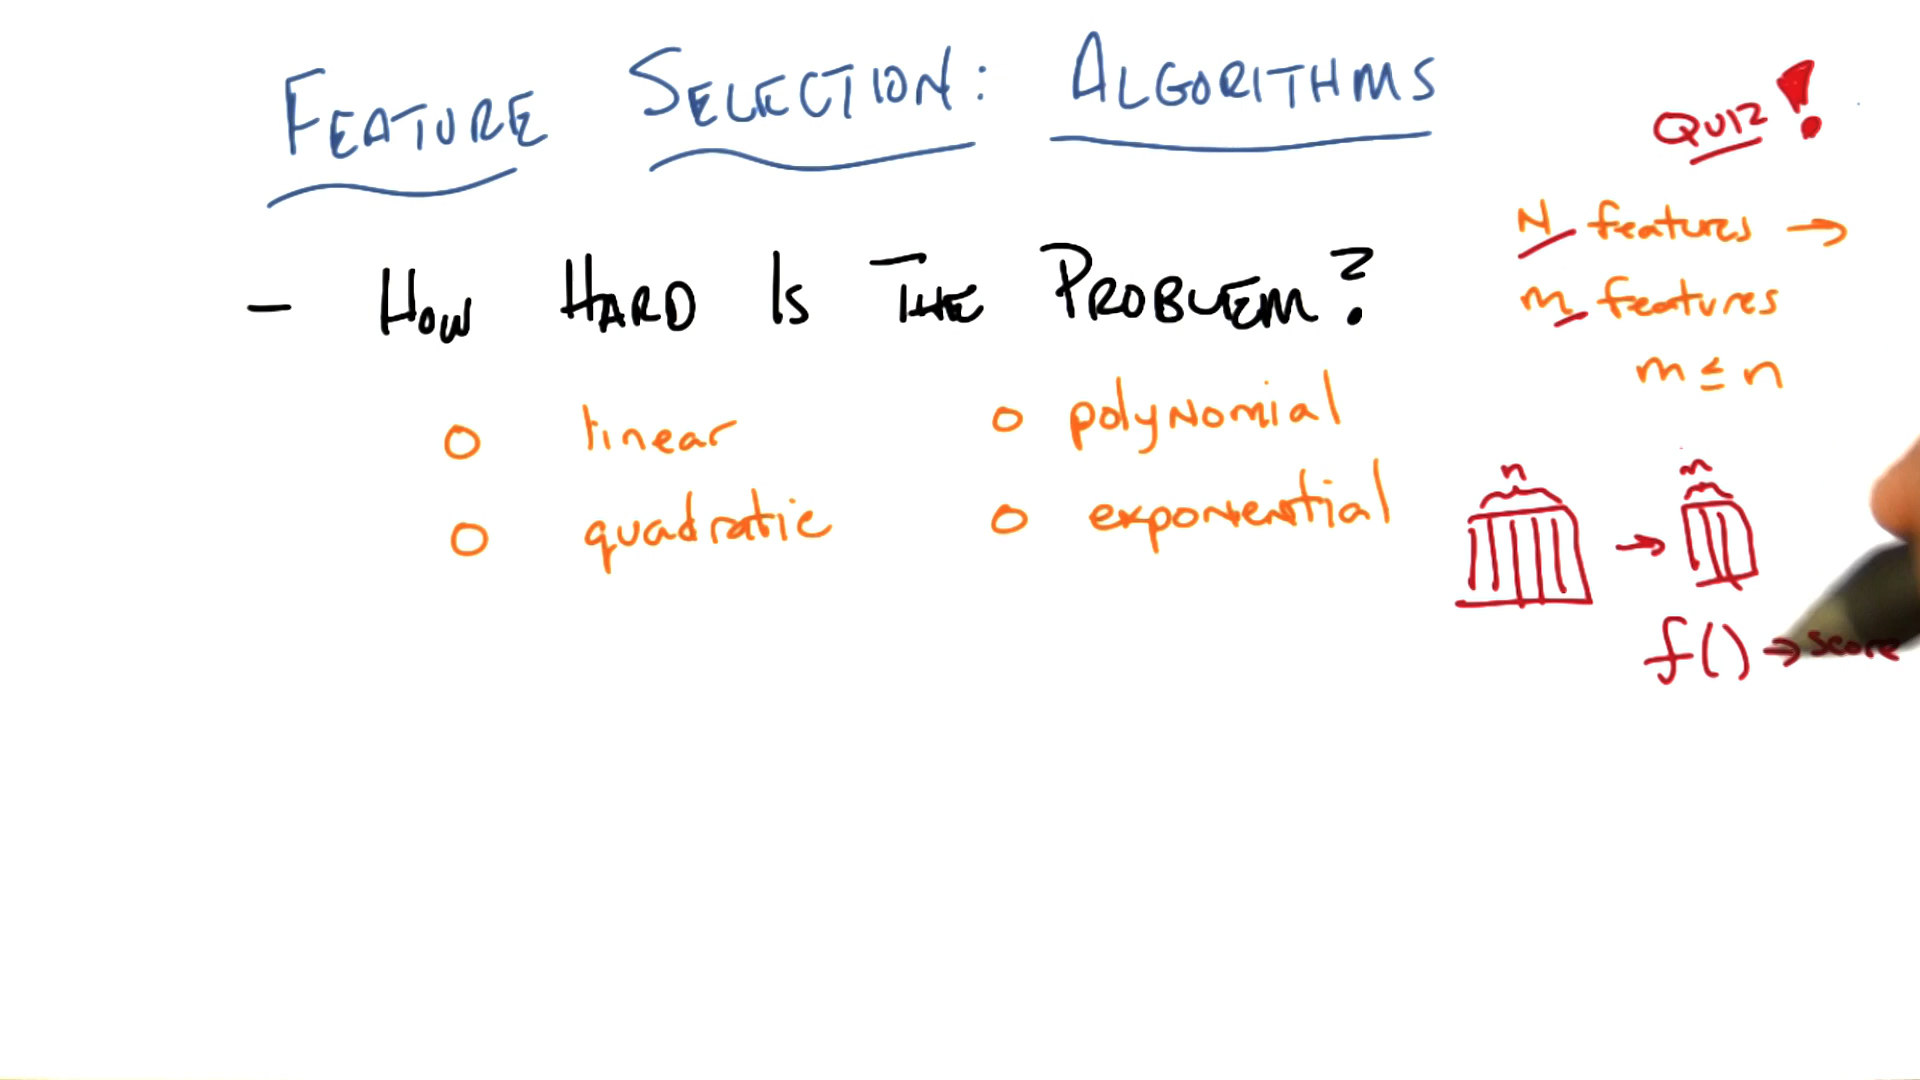 FEATURE SELECTION: ALGORITHMS
QUIZ!
- HOW HARD IS THE PROBLEM?
N features →
m features
m ≤ n
o linear
o polynomial
o quadratic
o exponential
n
m
→
f() → score